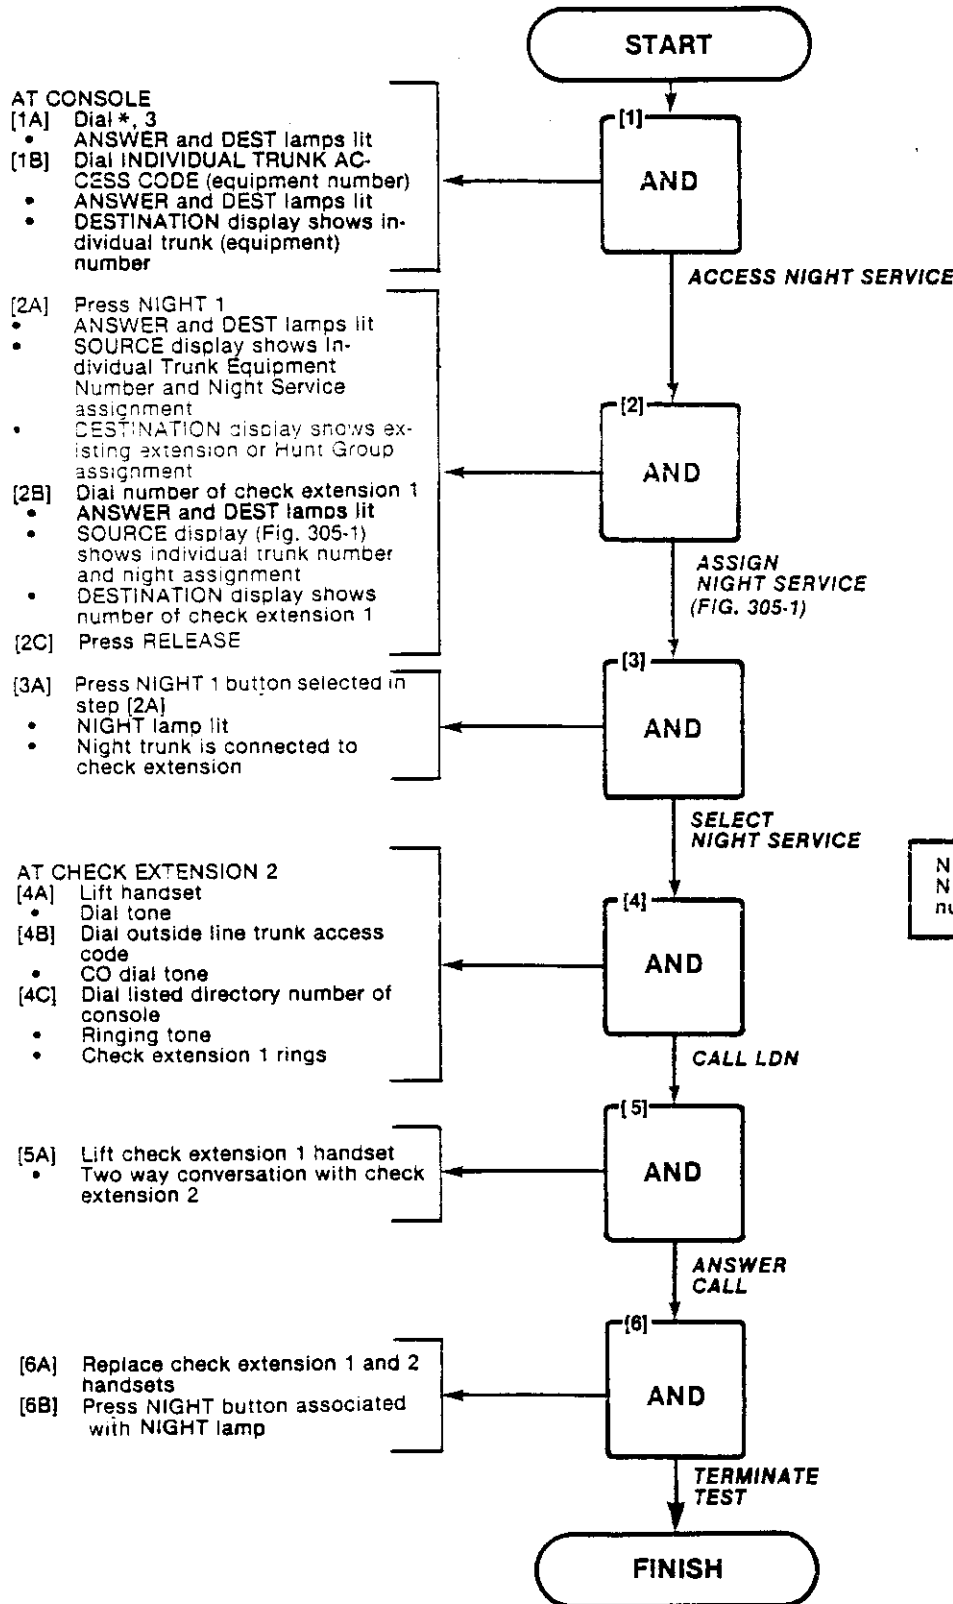 START
AT CONSOLE
[1A] Dial *, 3
• ANSWER and DEST lamps lit
[1B] Dial INDIVIDUAL TRUNK AC-
CESS CODE (equipment number)
• ANSWER and DEST lamps lit
• DESTINATION display shows in-
dividual trunk (equipment)
number
[1]
AND
ACCESS NIGHT SERVICE
[2A] Press NIGHT 1
• ANSWER and DEST lamps lit
• SOURCE display shows In-
dividual Trunk Equipment
Number and Night Service
assignment
• DESTINATION display shows ex-
isting extension or Hunt Group
assignment
[2B] Dial number of check extension 1
• ANSWER and DEST lamps lit
• SOURCE display (Fig. 305-1)
shows individual trunk number
and night assignment
• DESTINATION display shows
number of check extension 1
[2C] Press RELEASE
[2]
AND
ASSIGN
NIGHT SERVICE
(FIG. 305-1)
[3A] Press NIGHT 1 button selected in
step [2A]
• NIGHT lamp lit
• Night trunk is connected to
check extension
[3]
AND
SELECT
NIGHT SERVICE
AT CHECK EXTENSION 2
[4A] Lift handset
• Dial tone
[4B] Dial outside line trunk access
code
• CO dial tone
[4C] Dial listed directory number of
console
• Ringing tone
• Check extension 1 rings
[4]
AND
CALL LDN
N
N
nu
[5A] Lift check extension 1 handset
• Two way conversation with check
extension 2
[5]
AND
ANSWER
CALL
[6A] Replace check extension 1 and 2
handsets
[6B] Press NIGHT button associated
with NIGHT lamp
[6]
AND
TERMINATE
TEST
FINISH